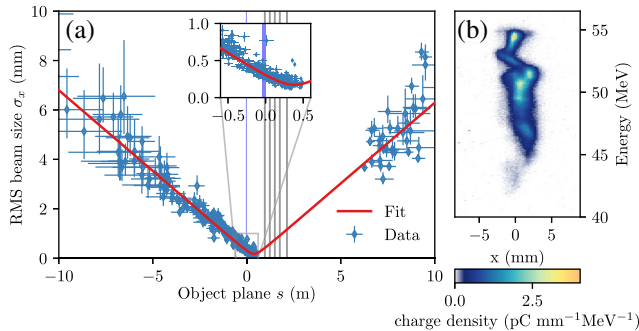 (a)
RMS beam size σx (mm)
10
8
6
4
2
0
1.0
0.5
0.0
−0.5 0.0 0.5
Fit
Data
−10 −5 0 5 10
Object plane s (m)
(b)
55
50
45
40
Energy (MeV)
−5 0 5
x (mm)
0.0 2.5
charge density (pC mm⁻¹MeV⁻¹)